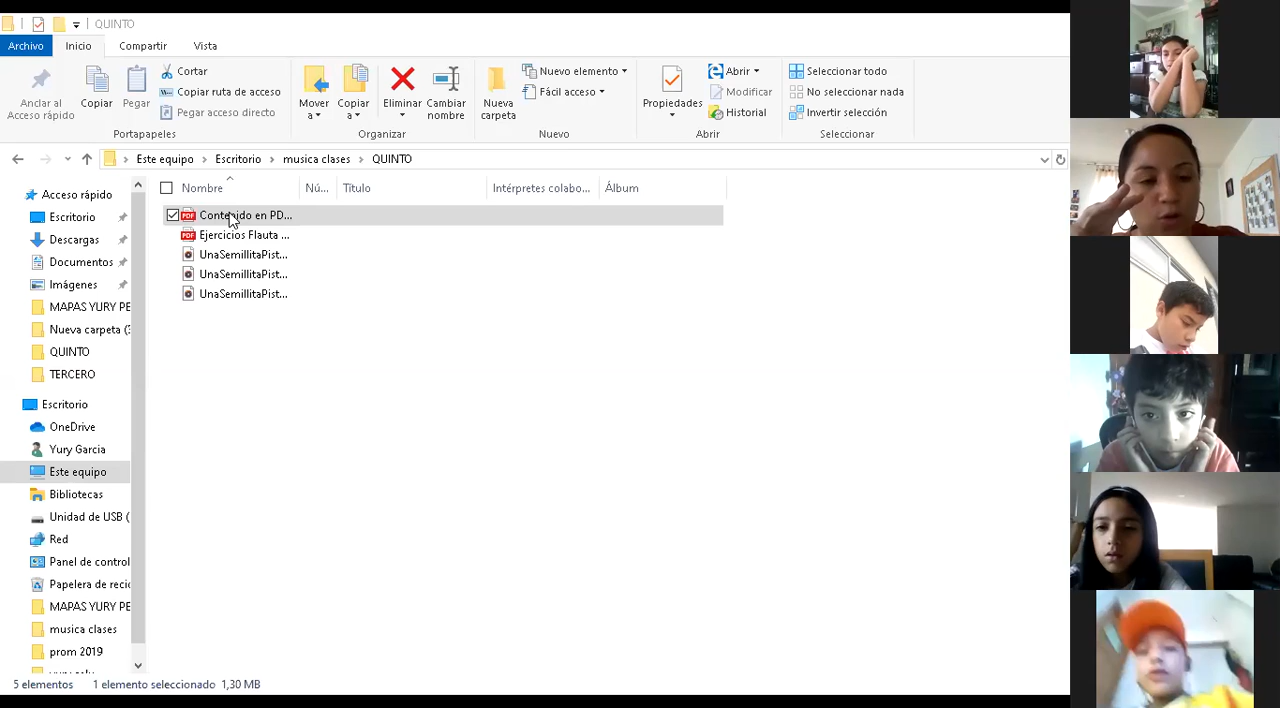 QUINTO
Archivo Inicio Compartir Vista
Anclar al Acceso rápido
Copiar
Pegar
Cortar
Copiar ruta de acceso
Pegar acceso directo
Portapapeles
Mover a
Copiar a
Eliminar
Cambiar nombre
Organizar
Nueva carpeta
Nuevo elemento
Fácil acceso
Nuevo
Propiedades
Abrir
Modificar
Historial
Abrir
Seleccionar todo
No seleccionar nada
Invertir selección
Seleccionar
Este equipo > Escritorio > musica clases > QUINTO
Acceso rápido
Escritorio
Descargas
Documentos
Imágenes
MAPAS YURY PE
Nueva carpeta (3
QUINTO
TERCERO
Escritorio
OneDrive
Yury Garcia
Este equipo
Bibliotecas
Unidad de USB (
Red
Panel de control
Papelera de reci
MAPAS YURY PE
musica clases
prom 2019
Nombre Nú... Título Intérpretes colabo... Álbum
PDF Contenido en PD...
PDF Ejercicios Flauta ...
UnaSemillitaPist...
UnaSemillitaPist...
UnaSemillitaPist...
5 elementos 1 elemento seleccionado 1,30 MB